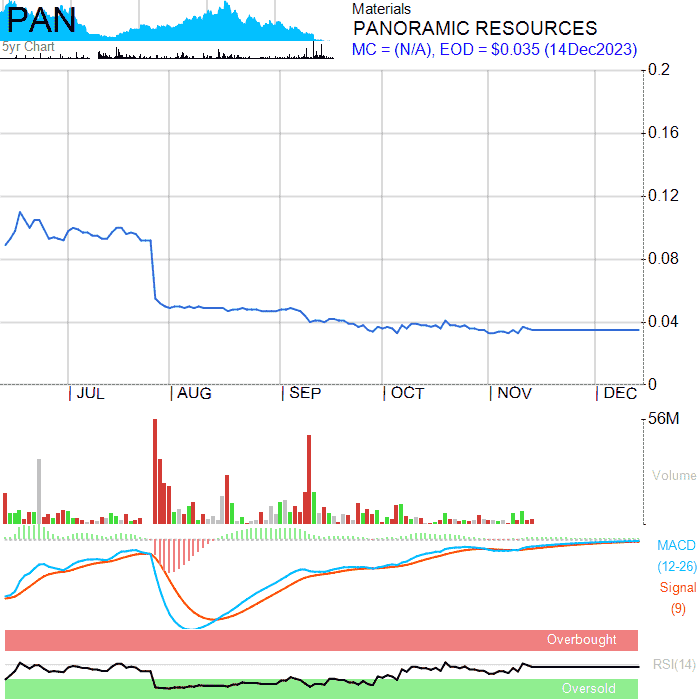 PAN
5yr Chart
Materials
PANORAMIC RESOURCES
MC = (N/A), EOD = $0.035 (14Dec2023)
0.2
0.16
0.12
0.08
0.04
0
JUL AUG SEP OCT NOV DEC
56M
Volume
MACD
(12-26)
Signal
(9)
Overbought
RSI(14)
Oversold